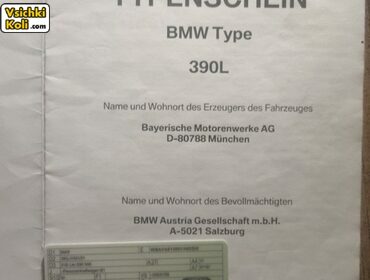 Vsichki
Koli .com
TYPENSCHEIN
BMW Type
390L
Name und Wohnort des Erzeugers des Fahrzeuges
Bayerische Motorenwerke AG
D-80788 München
Name und Wohnort des Bevollmächtigten
BMW Austria Gesellschaft m.b.H.
A-5021 Salzburg